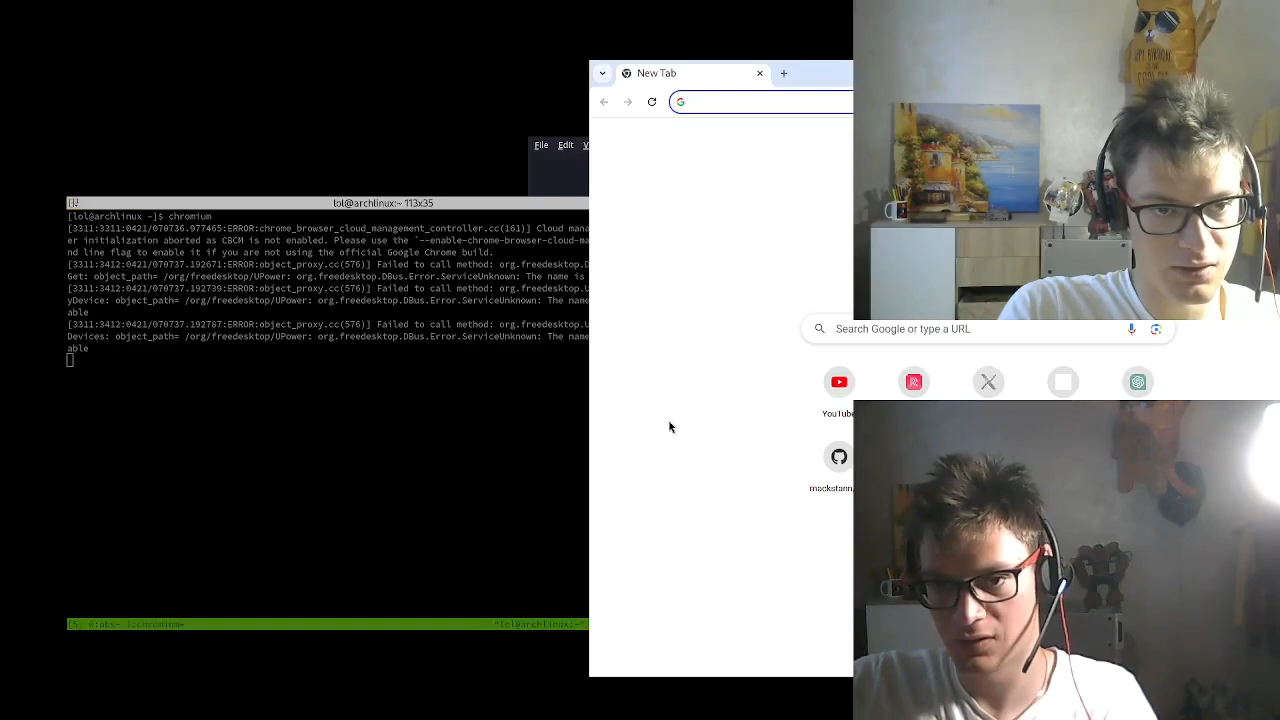 New Tab
File Edit V
lol@archlinux:~ 113x35
[lol@archlinux ~]$ chromium
[3311:3311:0421/070736.977465:ERROR:chrome_browser_cloud_management_controller.cc(161)] Cloud mana
er initialization aborted as CBCM is not enabled. Please use the `--enable-chrome-browser-cloud-ma
nd line flag to enable it if you are not using the official Google Chrome build.
[3311:3412:0421/070737.192671:ERROR:object_proxy.cc(576)] Failed to call method: org.freedesktop.D
Get: object_path= /org/freedesktop/UPower: org.freedesktop.DBus.Error.ServiceUnknown: The name is
[3311:3412:0421/070737.192739:ERROR:object_proxy.cc(576)] Failed to call method: org.freedesktop.U
yDevice: object_path= /org/freedesktop/UPower: org.freedesktop.DBus.Error.ServiceUnknown: The name
able
[3311:3412:0421/070737.192787:ERROR:object_proxy.cc(576)] Failed to call method: org.freedesktop.U
Devices: object_path= /org/freedesktop/UPower: org.freedesktop.DBus.Error.ServiceUnknown: The name
able
Search Google or type a URL
YouTube
mackstann
[5] 0:obs- 1:chromium* "lol@archlinux:~"